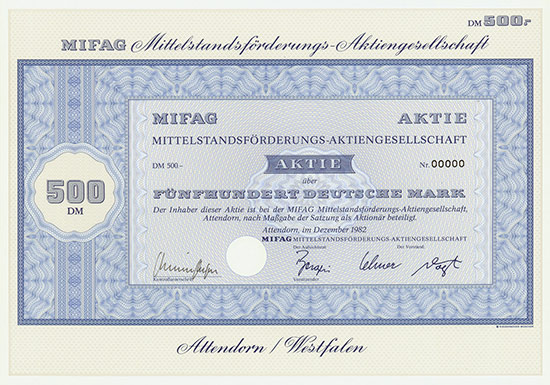 DM 500.-
MIFAG Mittelstandsförderungs-Aktiengesellschaft
MIFAG AKTIE
MITTELSTANDSFÖRDERUNGS-AKTIENGESELLSCHAFT
DM 500.- AKTIE Nr. 00000
über
FÜNFHUNDERT DEUTSCHE MARK
500
DM
Der Inhaber dieser Aktie ist bei der MIFAG Mittelstandsförderungs-Aktiengesellschaft,
Attendorn, nach Maßgabe der Satzung als Aktionär beteiligt.
Attendorn, im Dezember 1982
MIFAG MITTELSTANDSFÖRDERUNGS-AKTIENGESELLSCHAFT
Der Aufsichtsrat Der Vorstand
Kontrollunterschrift Vorsitzender
Attendorn / Westfalen